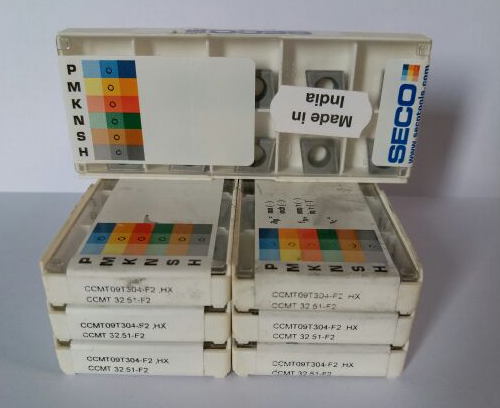 SECO
P
M
K
N
S
H
Made in
India
SECO
www.secotools.com
P M K N S H
CCMT09T304-F2 ,HX
CCMT 32.51-F2
CCMT09T304-F2 ,HX
CCMT 32.51-F2
CCMT09T304-F2 ,HX
CCMT 32.51-F2
P M K N S H
CCMT09T304-F2 ,HX
CCMT 32.51-F2
CCMT09T304-F2 ,HX
CCMT 32.51-F2
CCMT09T304-F2 ,HX
CCMT 32.51-F2